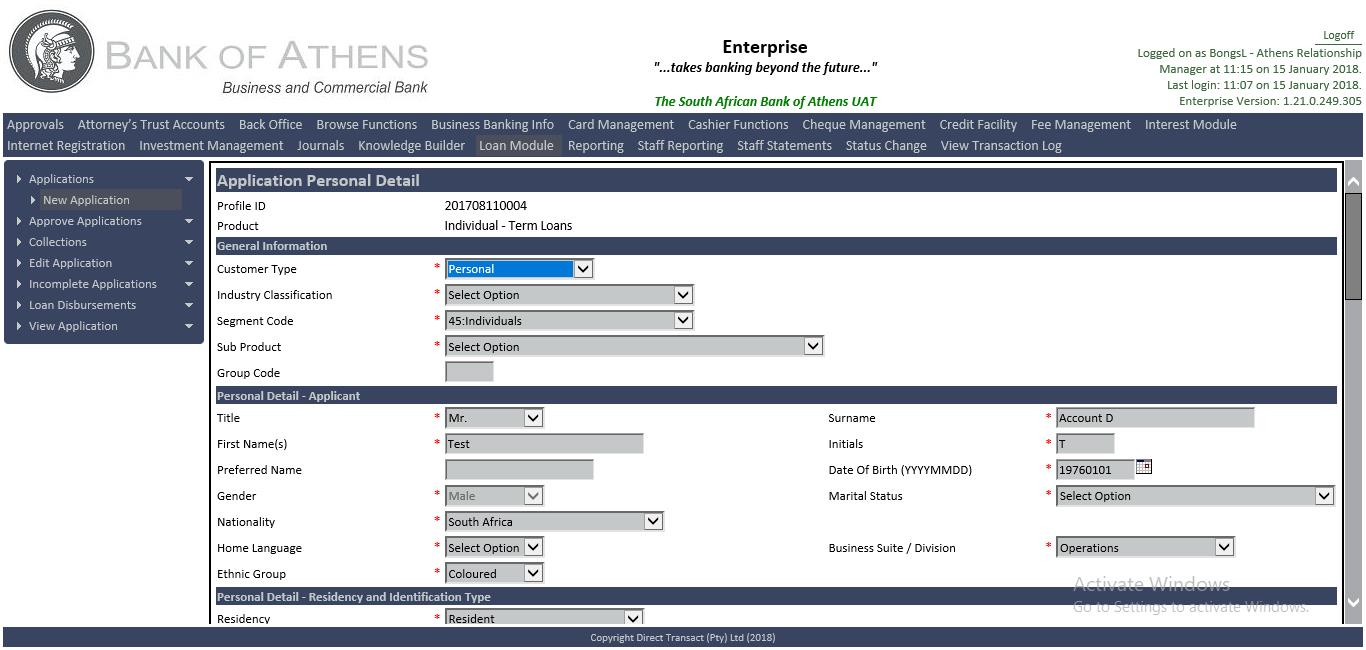 BANK OF ATHENS
Business and Commercial Bank
Enterprise
"...takes banking beyond the future..."
The South African Bank of Athens UAT
Logoff
Logged on as BongsL - Athens Relationship
Manager at 11:15 on 15 January 2018.
Last login: 11:07 on 15 January 2018.
Enterprise Version: 1.21.0.249.305
Approvals Attorney's Trust Accounts Back Office Browse Functions Business Banking Info Card Management Cashier Functions Cheque Management Credit Facility Fee Management Interest Module
Internet Registration Investment Management Journals Knowledge Builder Loan Module Reporting Staff Reporting Staff Statements Status Change View Transaction Log
Applications
New Application
Approve Applications
Collections
Edit Application
Incomplete Applications
Loan Disbursements
View Application
Application Personal Detail
Profile ID 201708110004
Product Individual - Term Loans
General Information
Customer Type * Personal
Industry Classification * Select Option
Segment Code * 45:Individuals
Sub Product * Select Option
Group Code
Personal Detail - Applicant
Title * Mr. Surname * Account D
First Name(s) * Test Initials * T
Preferred Name Date Of Birth (YYYYMMDD) * 19760101
Gender * Male Marital Status * Select Option
Nationality * South Africa
Home Language * Select Option Business Suite / Division * Operations
Ethnic Group * Coloured
Personal Detail - Residency and Identification Type
Residency * Resident
Activate Windows
Go to Settings to activate Windows.
Copyright Direct Transact (Pty) Ltd (2018)